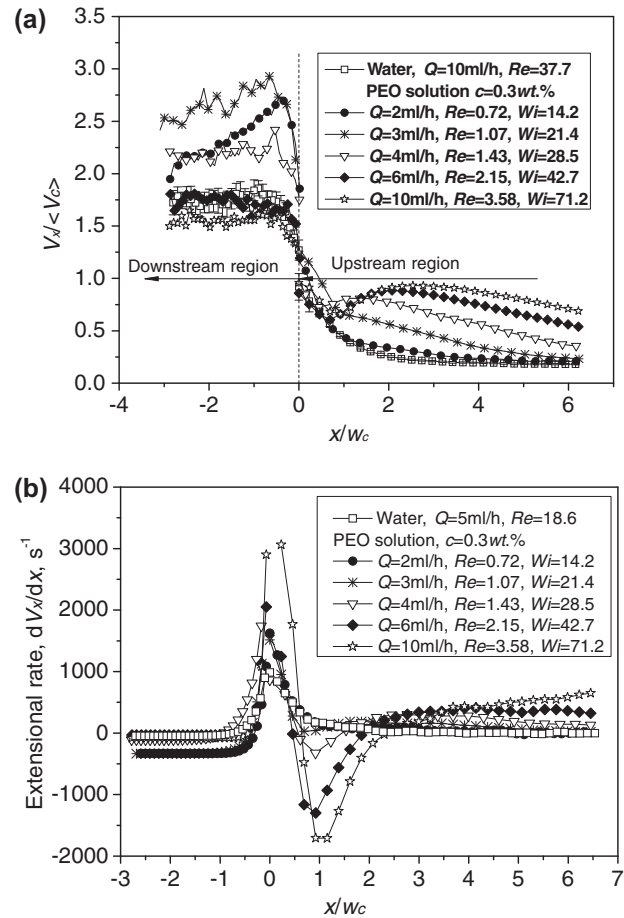 (a)
4.0
3.5
3.0
2.5
2.0
1.5
1.0
0.5
0.0
Vx/<Vc>
Water, Q=10ml/h, Re=37.7
PEO solution c=0.3wt.%
Q=2ml/h, Re=0.72, Wi=14.2
Q=3ml/h, Re=1.07, Wi=21.4
Q=4ml/h, Re=1.43, Wi=28.5
Q=6ml/h, Re=2.15, Wi=42.7
Q=10ml/h, Re=3.58, Wi=71.2
Downstream region
Upstream region
-4 -2 0 2 4 6
x/wc
(b)
4000
3000
2000
1000
0
-1000
-2000
Extensional rate, dVx/dx, s-1
Water, Q=5ml/h, Re=18.6
PEO solution, c=0.3wt.%
Q=2ml/h, Re=0.72, Wi=14.2
Q=3ml/h, Re=1.07, Wi=21.4
Q=4ml/h, Re=1.43, Wi=28.5
Q=6ml/h, Re=2.15, Wi=42.7
Q=10ml/h, Re=3.58, Wi=71.2
-3 -2 -1 0 1 2 3 4 5 6 7
x/wc